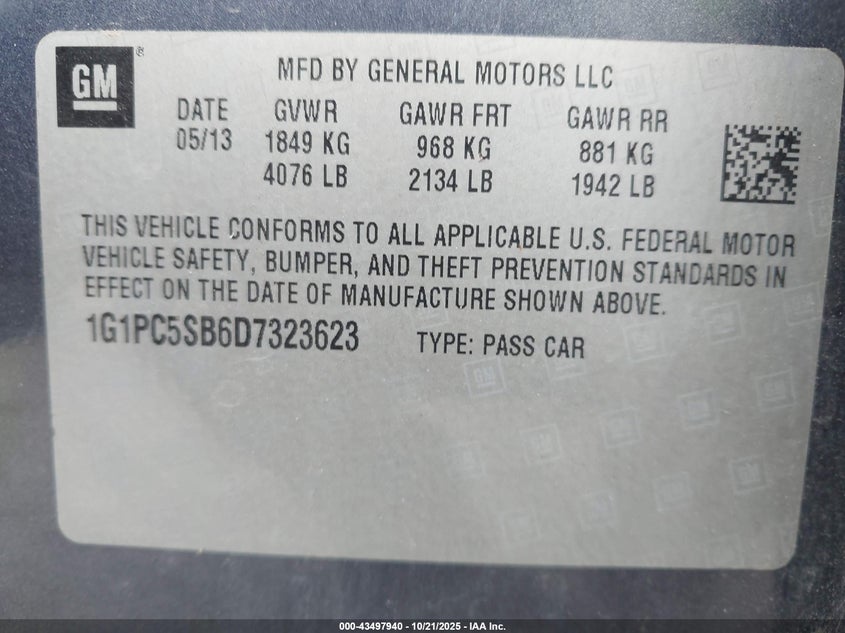 GM ®
MFD BY GENERAL MOTORS LLC
DATE GVWR GAWR FRT GAWR RR
05/13 1849 KG 968 KG 881 KG
4076 LB 2134 LB 1942 LB
THIS VEHICLE CONFORMS TO ALL APPLICABLE U.S. FEDERAL MOTOR
VEHICLE SAFETY, BUMPER, AND THEFT PREVENTION STANDARDS IN
EFFECT ON THE DATE OF MANUFACTURE SHOWN ABOVE.
1G1PC5SB6D7323623 TYPE: PASS CAR
000-43497940 - 10/21/2025 - IAA Inc.